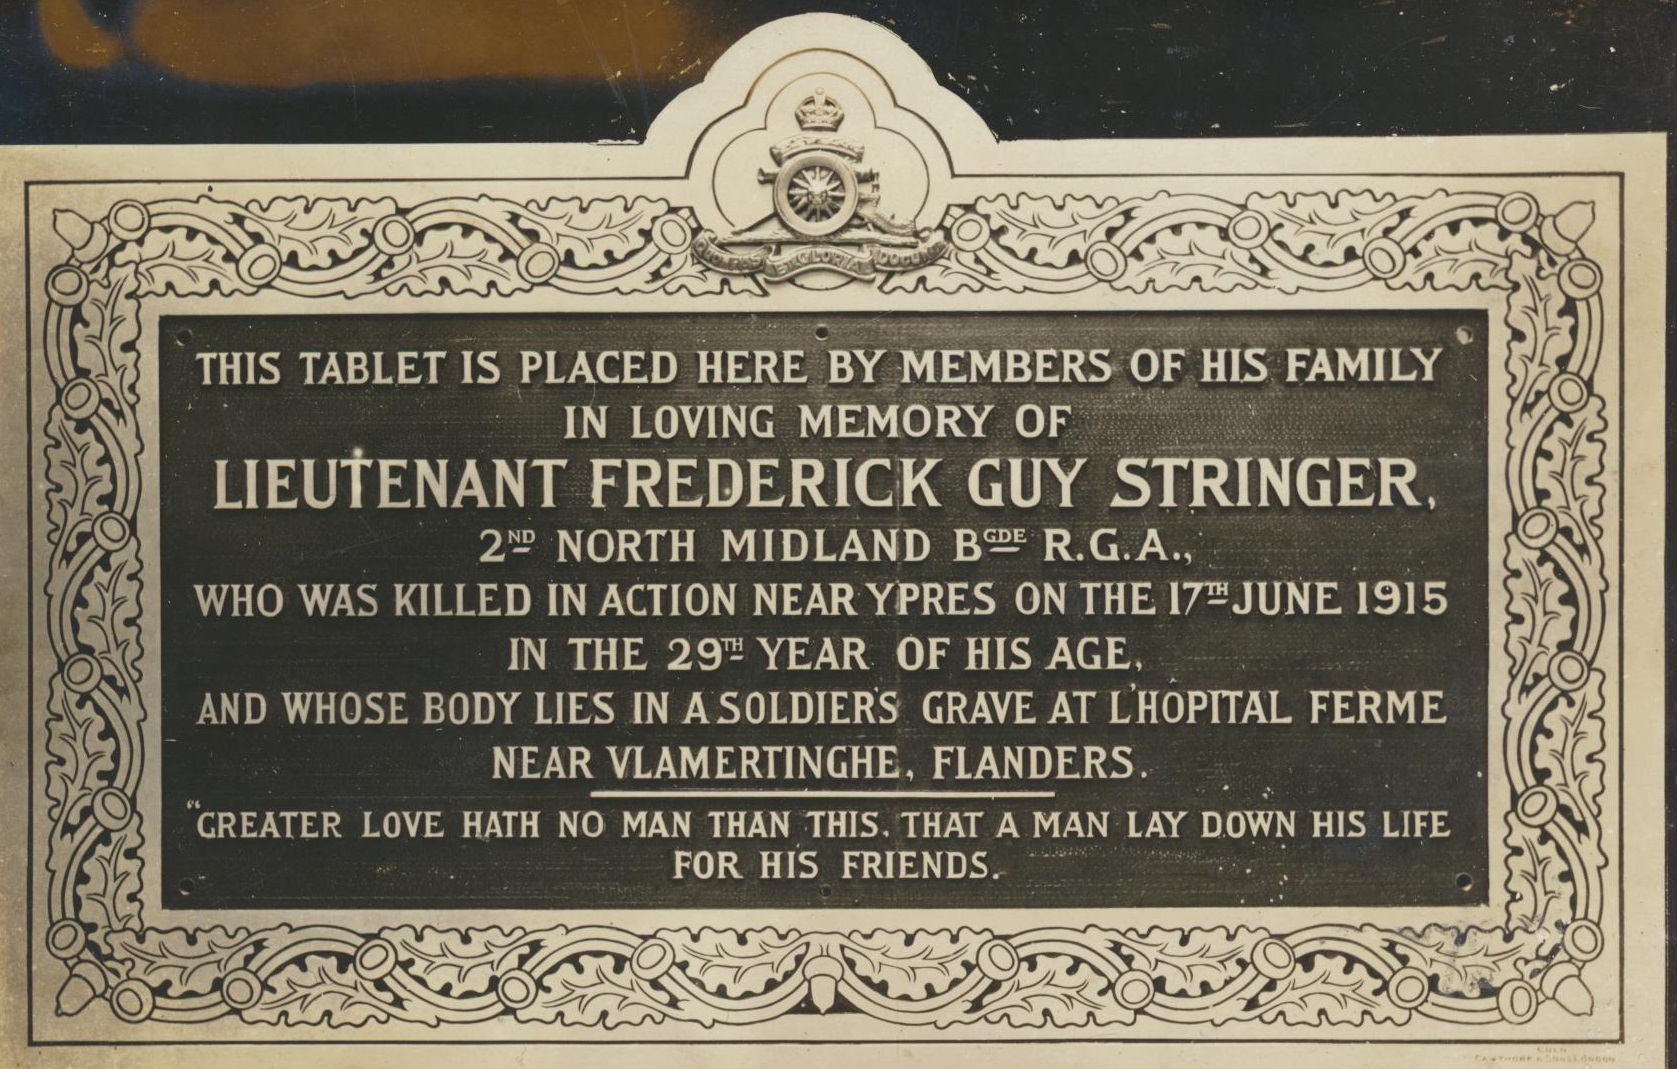 QUO FAS ET GLORIA DUCUNT
THIS TABLET IS PLACED HERE BY MEMBERS OF HIS FAMILY
IN LOVING MEMORY OF
LIEUTENANT FREDERICK GUY STRINGER,
2ND NORTH MIDLAND BGDE R.G.A.,
WHO WAS KILLED IN ACTION NEAR YPRES ON THE 17TH JUNE 1915
IN THE 29TH YEAR OF HIS AGE,
AND WHOSE BODY LIES IN A SOLDIER'S GRAVE AT L'HÔPITAL FERME
NEAR VLAMERTINGHE, FLANDERS.
"GREATER LOVE HATH NO MAN THAN THIS, THAT A MAN LAY DOWN HIS LIFE
FOR HIS FRIENDS.